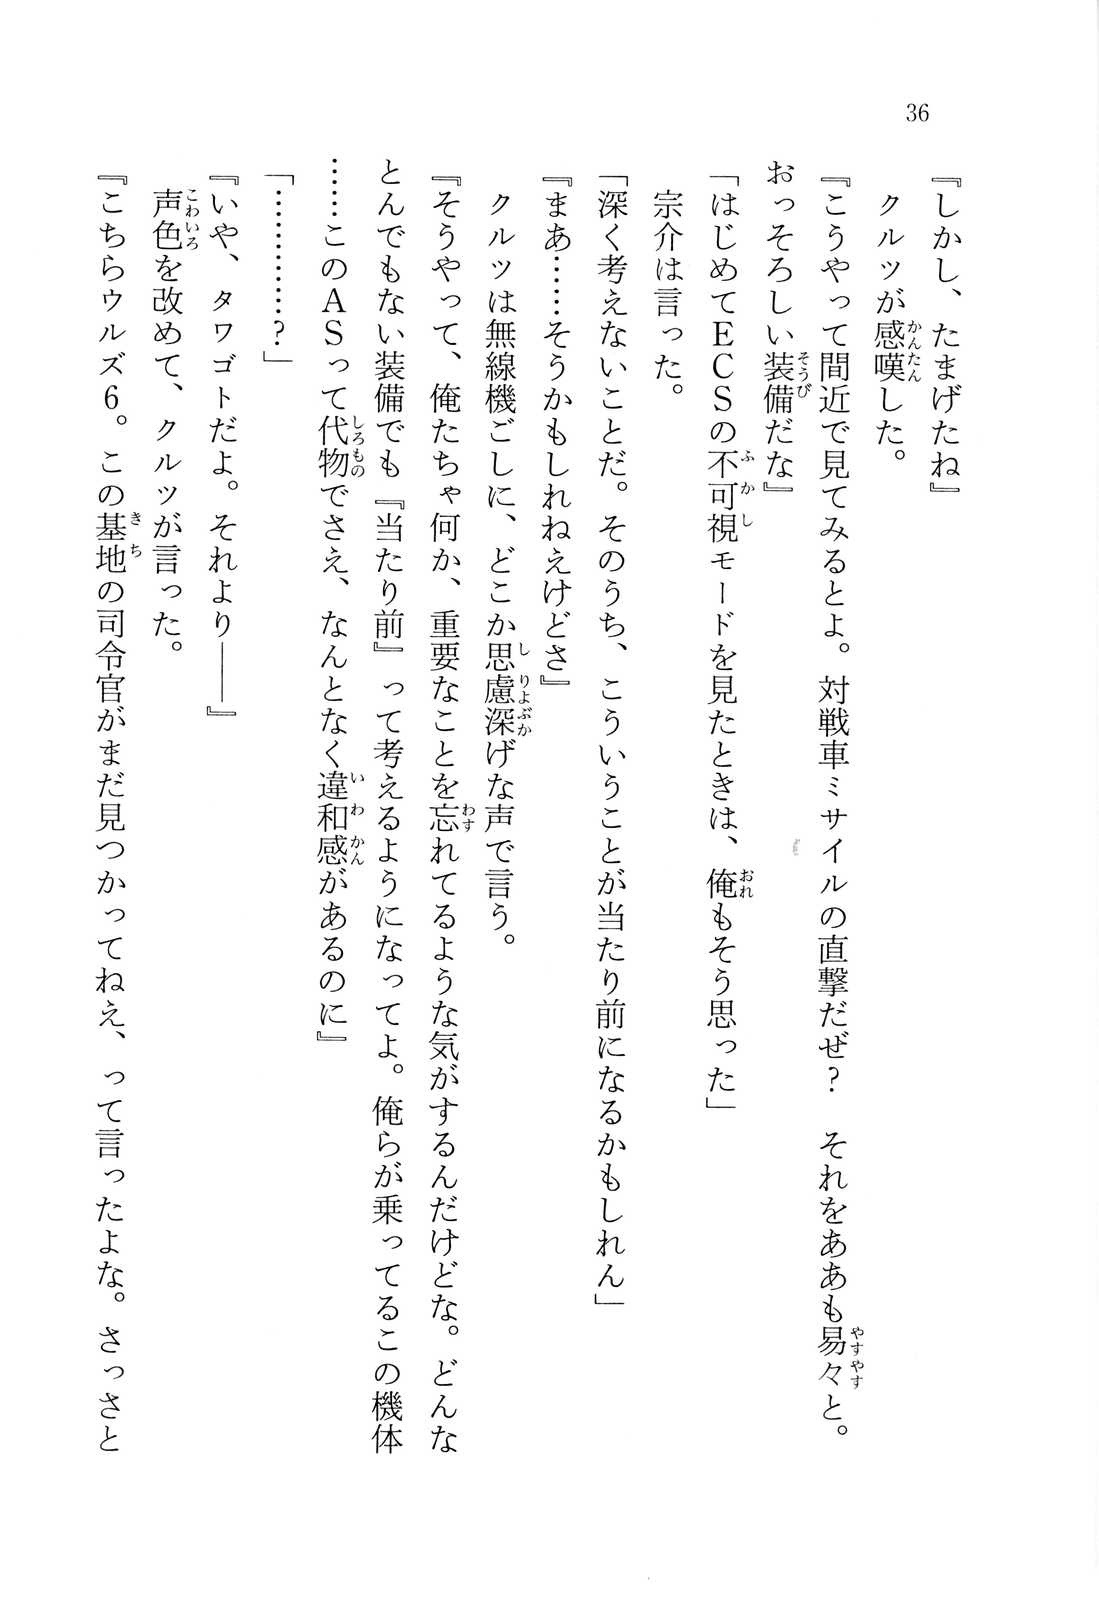 36
『しかし、たまげたね』
　クルツが感嘆した。
『こうやって間近で見てみるとよ。対戦車ミサイルの直撃だぜ？　それをああも易々と。
おっそろしい装備だな』
「はじめてＥＣＳの不可視モードを見たときは、俺もそう思った」
　宗介は言った。
「深く考えないことだ。そのうち、こういうことが当たり前になるかもしれん」
『まあ……そうかもしれねえけどさ』
　クルツは無線機ごしに、どこか思慮深げな声で言う。
『そうやって、俺たちゃ何か、重要なことを忘れてるような気がするんだけどな。どんな
とんでもない装備でも『当たり前』って考えるようになってよ。俺らが乗ってるこの機体
……このＡＳって代物でさえ、なんとなく違和感があるのに』
「…………？」
『いや、タワゴトだよ。それより――』
　声色を改めて、クルツが言った。
『こちらウルズ６。この基地の司令官がまだ見つかってねえ、って言ったよな。さっさと